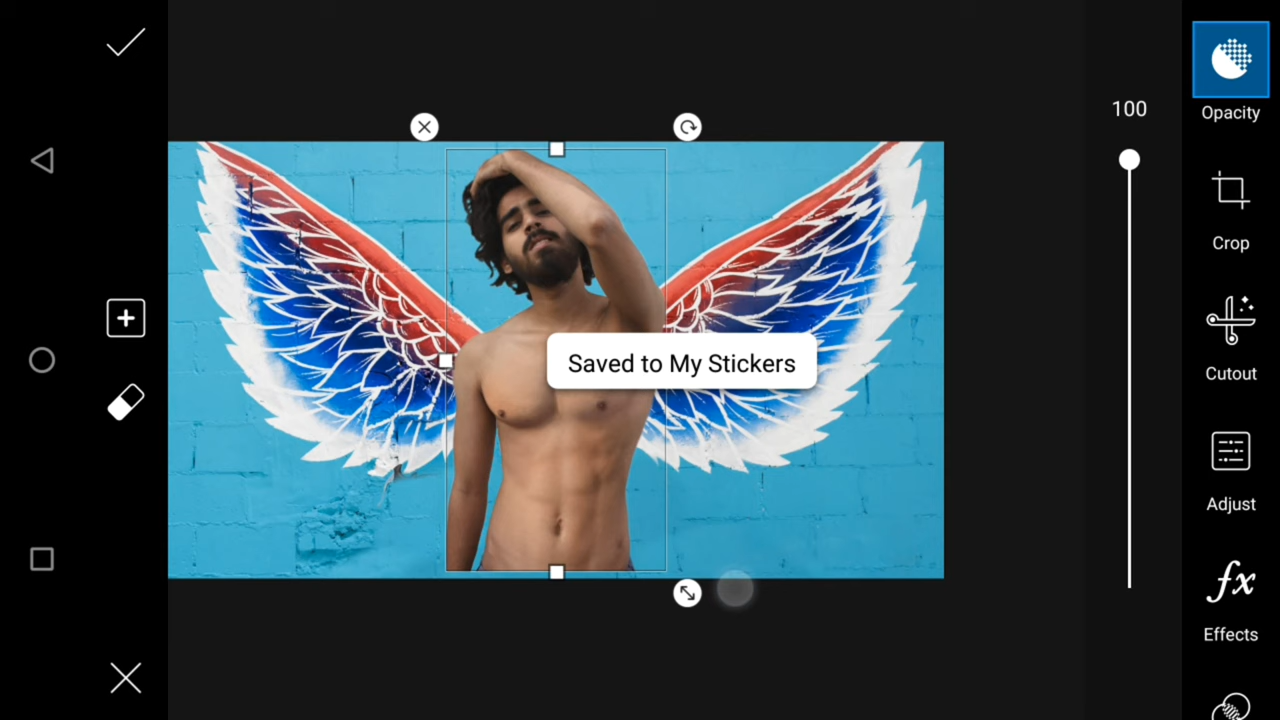 100
Opacity
Crop
Saved to My Stickers
Cutout
Adjust
fx
Effects